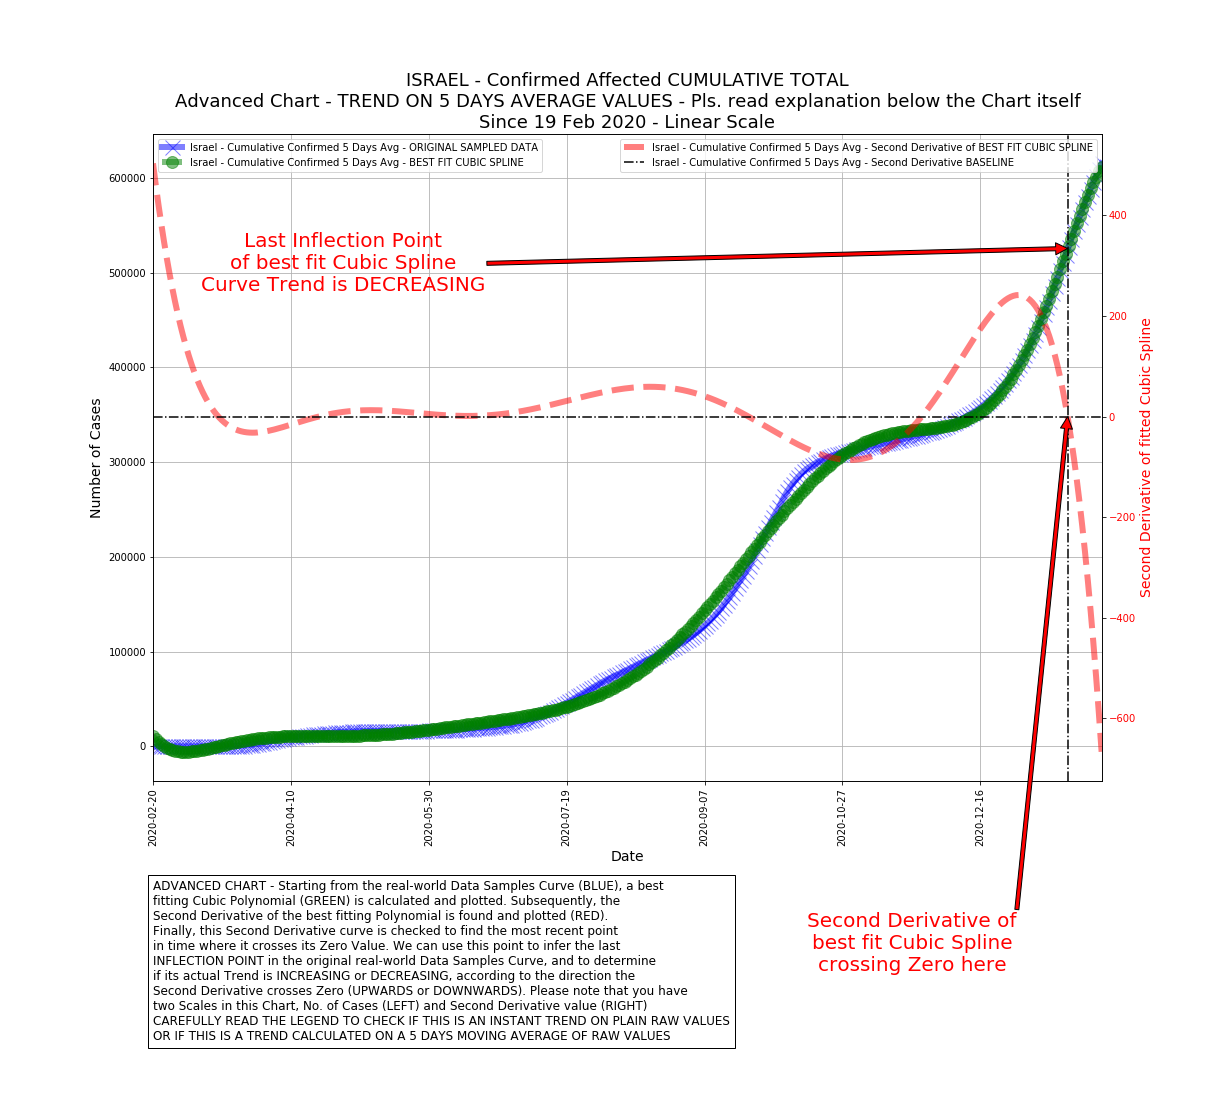 ISRAEL - Confirmed Affected CUMULATIVE TOTAL
Advanced Chart - TREND ON 5 DAYS AVERAGE VALUES - Pls. read explanation below the Chart itself
Since 19 Feb 2020 - Linear Scale
Israel - Cumulative Confirmed 5 Days Avg - ORIGINAL SAMPLED DATA
Israel - Cumulative Confirmed 5 Days Avg - BEST FIT CUBIC SPLINE
Israel - Cumulative Confirmed 5 Days Avg - Second Derivative of BEST FIT CUBIC SPLINE
Israel - Cumulative Confirmed 5 Days Avg - Second Derivative BASELINE
Last Inflection Point
of best fit Cubic Spline
Curve Trend is DECREASING
Number of Cases
600000
500000
400000
300000
200000
100000
0
400
200
0
−200
−400
−600
Second Derivative of fitted Cubic Spline
2020-02-20
2020-04-10
2020-05-30
2020-07-19
2020-09-07
2020-10-27
2020-12-16
Date
ADVANCED CHART - Starting from the real-world Data Samples Curve (BLUE), a best
fitting Cubic Polynomial (GREEN) is calculated and plotted. Subsequently, the
Second Derivative of the best fitting Polynomial is found and plotted (RED).
Finally, this Second Derivative curve is checked to find the most recent point
in time where it crosses its Zero Value. We can use this point to infer the last
INFLECTION POINT in the original real-world Data Samples Curve, and to determine
if its actual Trend is INCREASING or DECREASING, according to the direction the
Second Derivative crosses Zero (UPWARDS or DOWNWARDS). Please note that you have
two Scales in this Chart, No. of Cases (LEFT) and Second Derivative value (RIGHT)
CAREFULLY READ THE LEGEND TO CHECK IF THIS IS AN INSTANT TREND ON PLAIN RAW VALUES
OR IF THIS IS A TREND CALCULATED ON A 5 DAYS MOVING AVERAGE OF RAW VALUES
Second Derivative of
best fit Cubic Spline
crossing Zero here